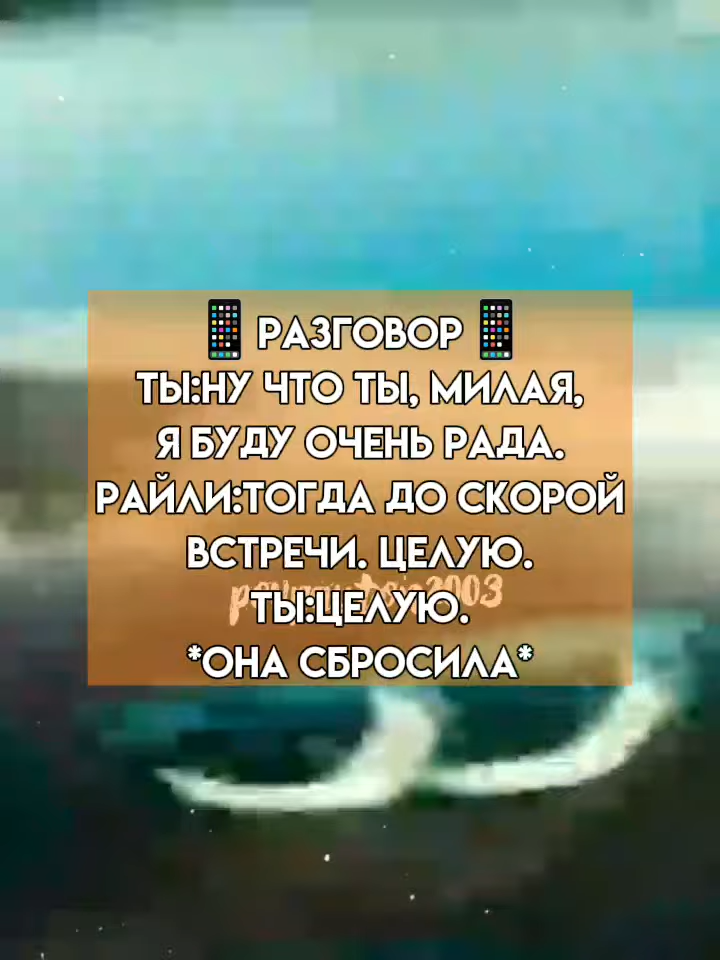 📱 РАЗГОВОР 📱
ТЫ:НУ ЧТО ТЫ, МИЛАЯ,
Я БУДУ ОЧЕНЬ РАДА.
РАЙЛИ:ТОГДА ДО СКОРОЙ
ВСТРЕЧИ. ЦЕЛУЮ.
ТЫ:ЦЕЛУЮ.
*ОНА СБРОСИЛА*